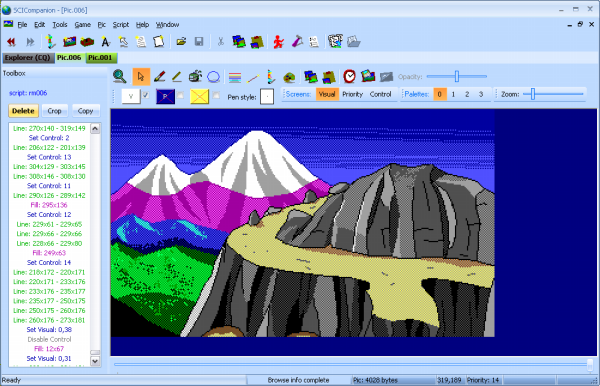 SCICompanion - [Pic.006]
File Edit Tools Game Pic Script Help Window
Explorer (CQ) Pic.006 Pic.001
Toolbox
script: rm006
Delete Crop Copy
Opacity:
V P Pen style:
Screens: Visual Priority Control
Palettes: 0 1 2 3
Zoom:
Line: 270x140 - 319x149
Set Control: 2
Line: 206x122 - 201x139
Set Control: 13
Line: 304x129 - 303x145
Line: 308x146 - 308x130
Set Control: 11
Line: 290x126 - 289x142
Fill: 295x136
Set Control: 12
Line: 229x61 - 229x65
Line: 229x66 - 229x66
Line: 228x66 - 229x80
Fill: 249x63
Set Control: 14
Line: 218x172 - 220x171
Line: 220x171 - 233x176
Line: 233x176 - 235x177
Line: 235x177 - 250x175
Line: 250x175 - 260x176
Line: 260x176 - 273x181
Set Visual: 0,38
Disable Control
Fill: 12x67
Set Visual: 0,31
Ready
Browse info complete
Pic: 4028 bytes
319,189
Priority: 14